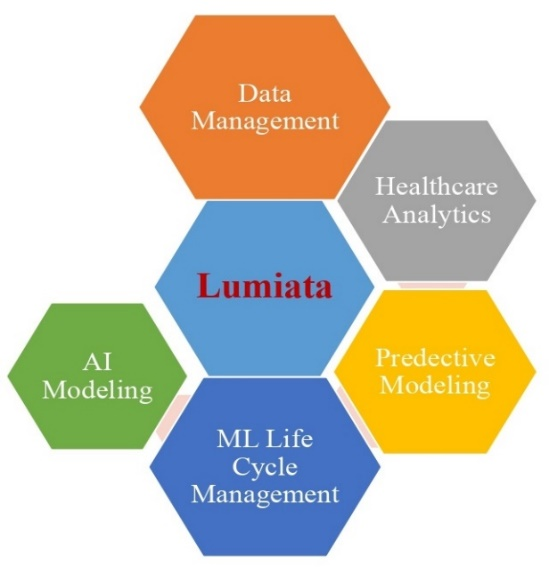 Data
Management
Healthcare
Analytics
Lumiata
AI
Modeling
Predective
Modeling
ML Life
Cycle
Management